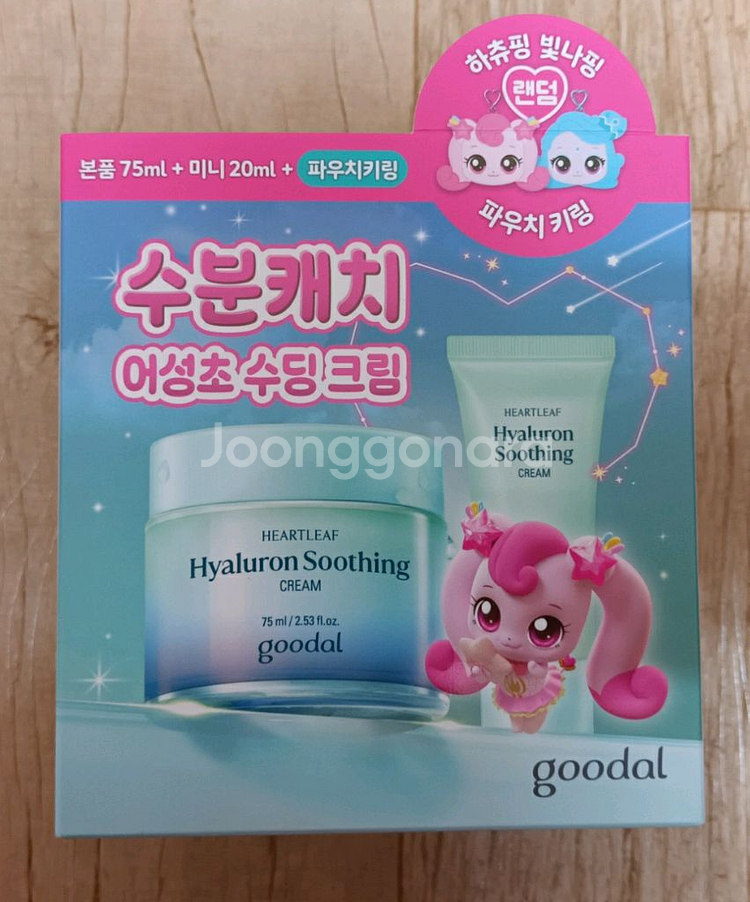 하츄핑 빛나핑
랜덤
파우치 키링
본품 75ml + 미니 20ml + 파우치키링
수분캐치
어성초 수딩 크림
HEARTLEAF
Hyaluron
Soothing
CREAM
Joonggonara
HEARTLEAF
Hyaluron Soothing
CREAM
75 ml / 2.53 fl.oz.
goodal
goodal